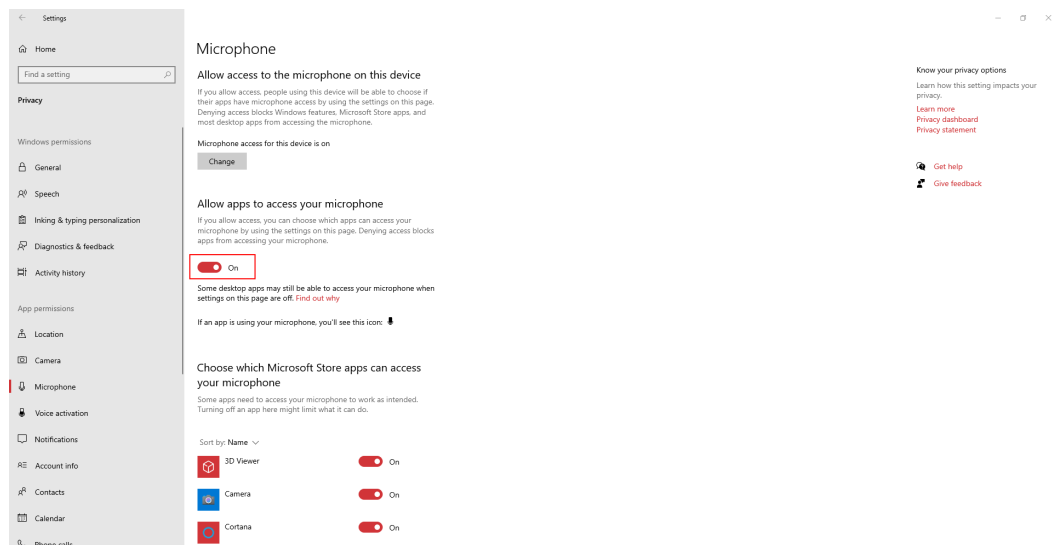 Settings
Home
Find a setting
Privacy
Windows permissions
General
Speech
Inking & typing personalization
Diagnostics & feedback
Activity history
App permissions
Location
Camera
Microphone
Voice activation
Notifications
Account info
Contacts
Calendar
Phone calls
Microphone
Allow access to the microphone on this device
If you allow access, people using this device will be able to choose if
their apps have microphone access by using the settings on this page.
Denying access blocks Windows features, Microsoft Store apps, and
most desktop apps from accessing the microphone.
Microphone access for this device is on
Change
Allow apps to access your microphone
If you allow access, you can choose which apps can access your
microphone by using the settings on this page. Denying access blocks
apps from accessing your microphone.
On
Some desktop apps may still be able to access your microphone when
settings on this page are off. Find out why
If an app is using your microphone, you'll see this icon:
Choose which Microsoft Store apps can access
your microphone
Some apps need to access your microphone to work as intended.
Turning off an app here might limit what it can do.
Sort by: Name
3D Viewer On
Camera On
Cortana On
Know your privacy options
Learn how this setting impacts your
privacy.
Learn more
Privacy dashboard
Privacy statement
Get help
Give feedback